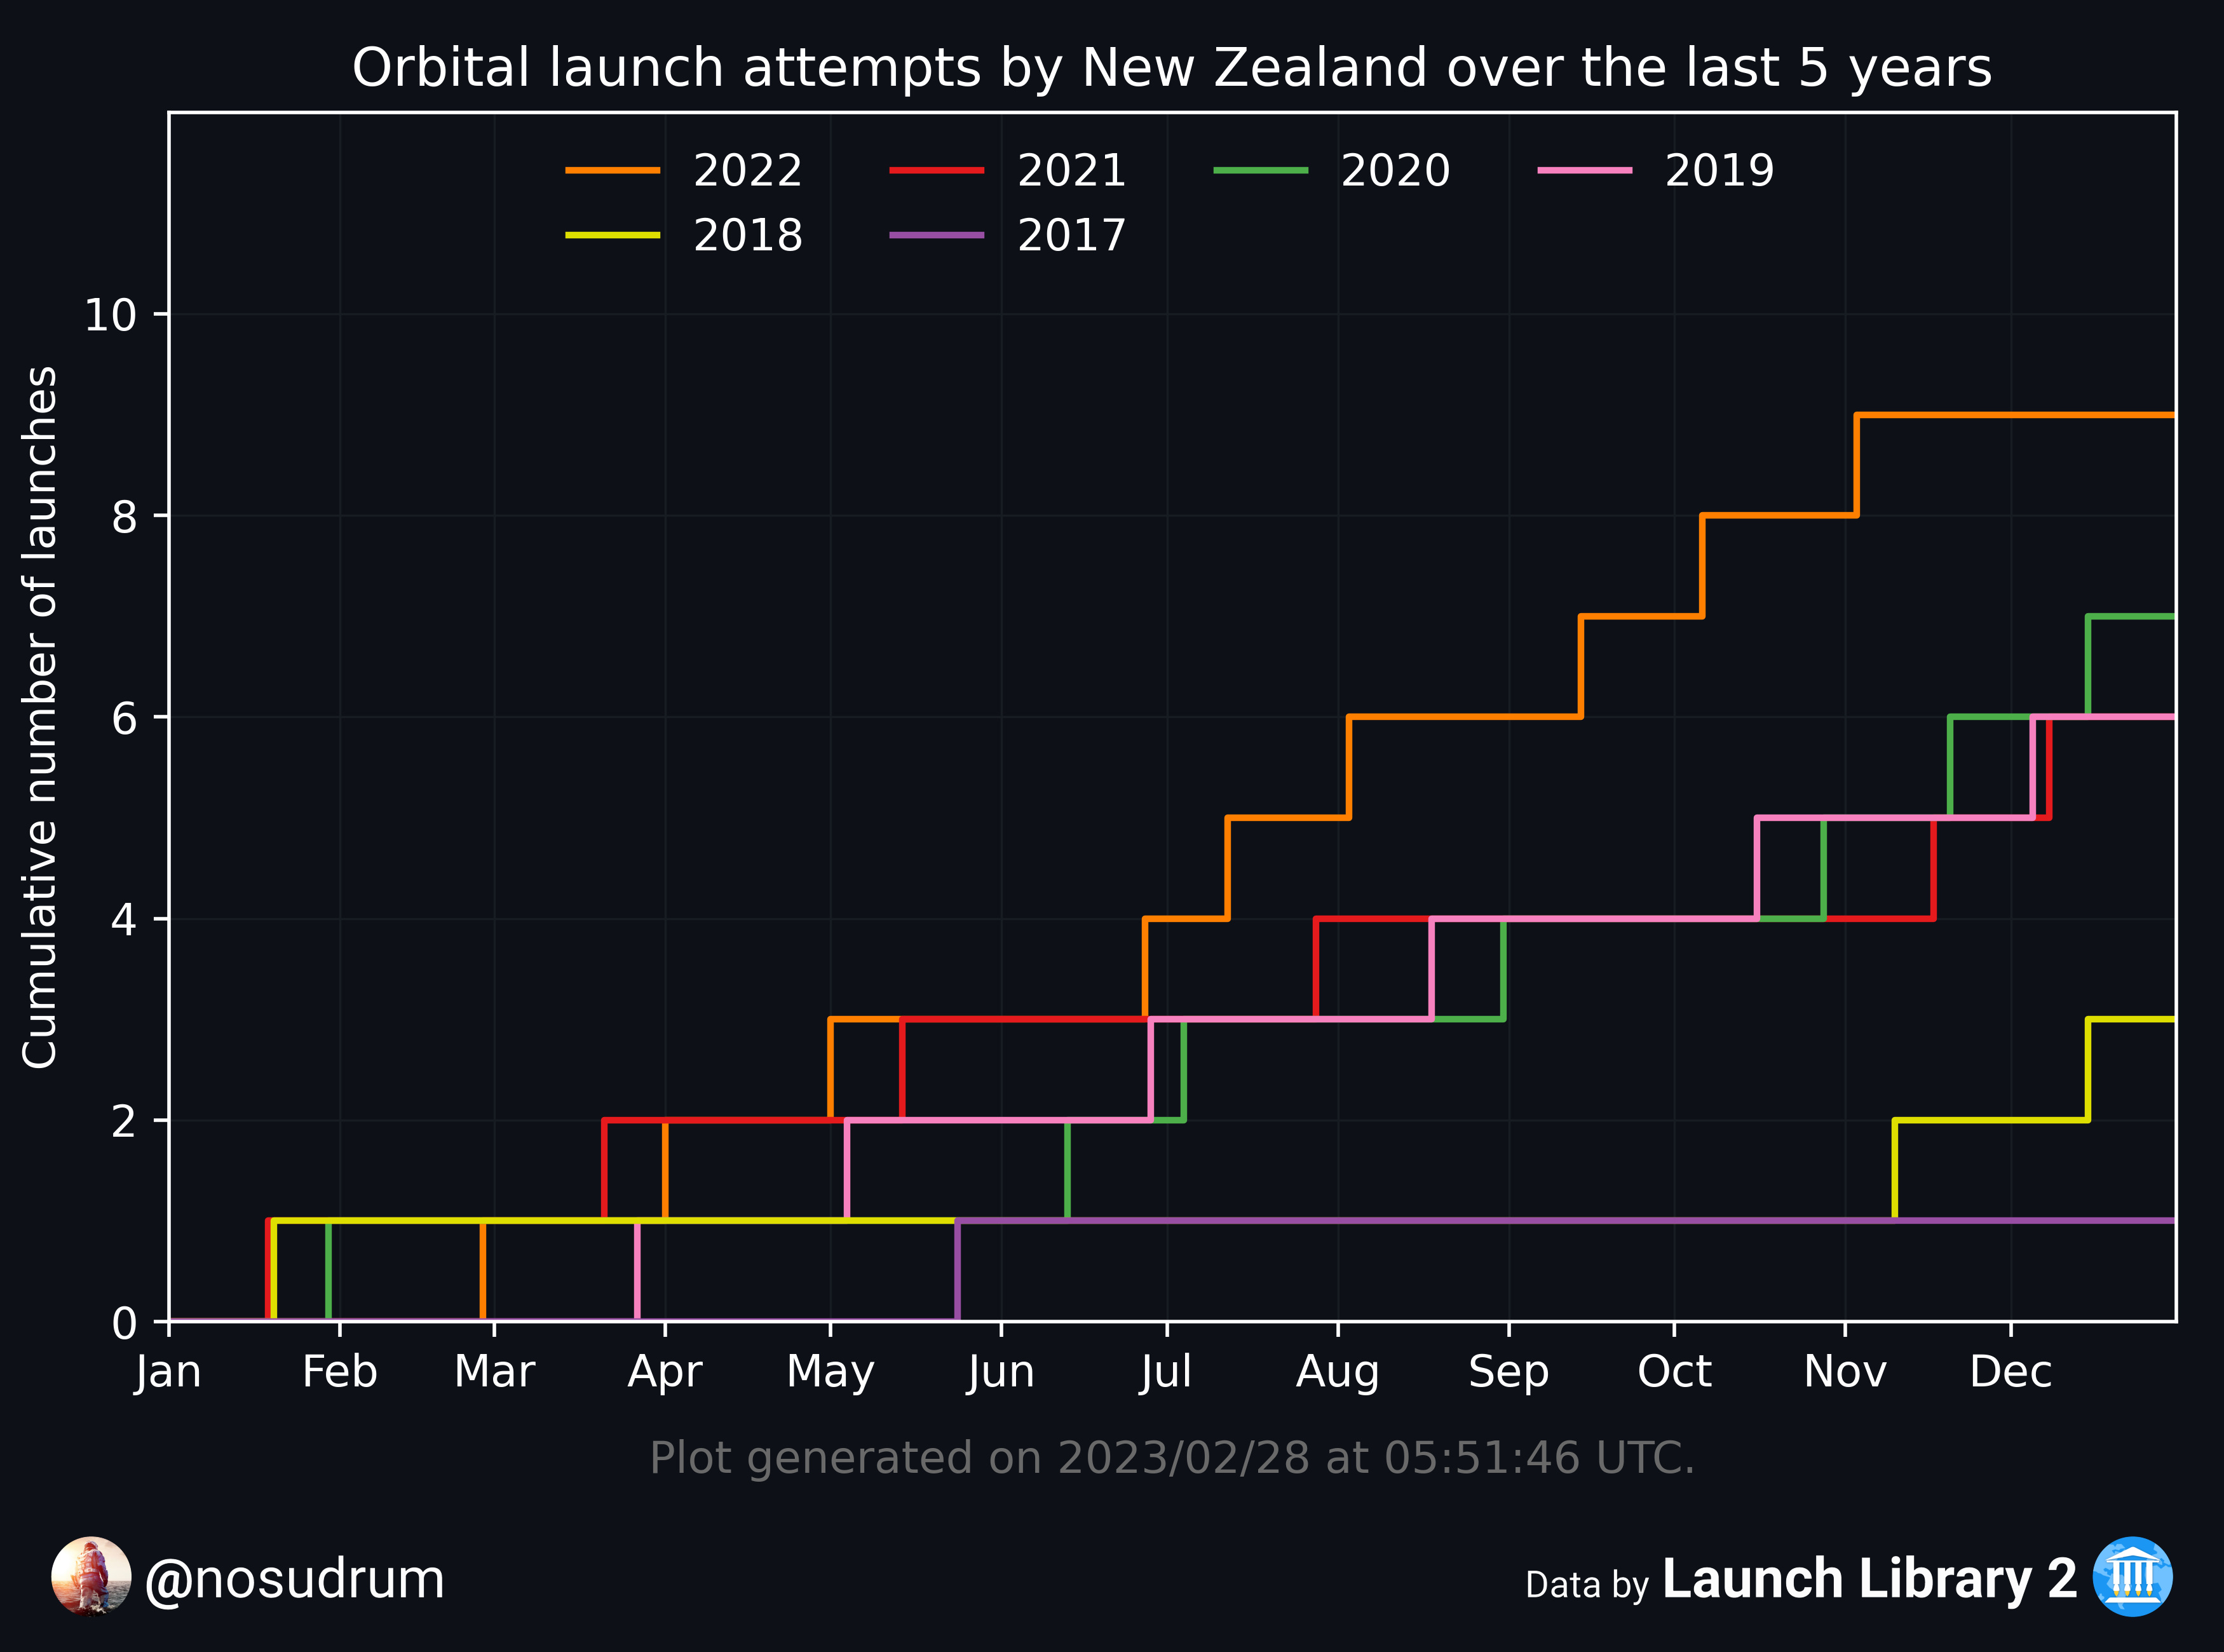 Orbital launch attempts by New Zealand over the last 5 years
2022 2021 2020 2019
2018 2017
Cumulative number of launches
10
8
6
4
2
0
Jan Feb Mar Apr May Jun Jul Aug Sep Oct Nov Dec
Plot generated on 2023/02/28 at 05:51:46 UTC.
@nosudrum
Data by Launch Library 2